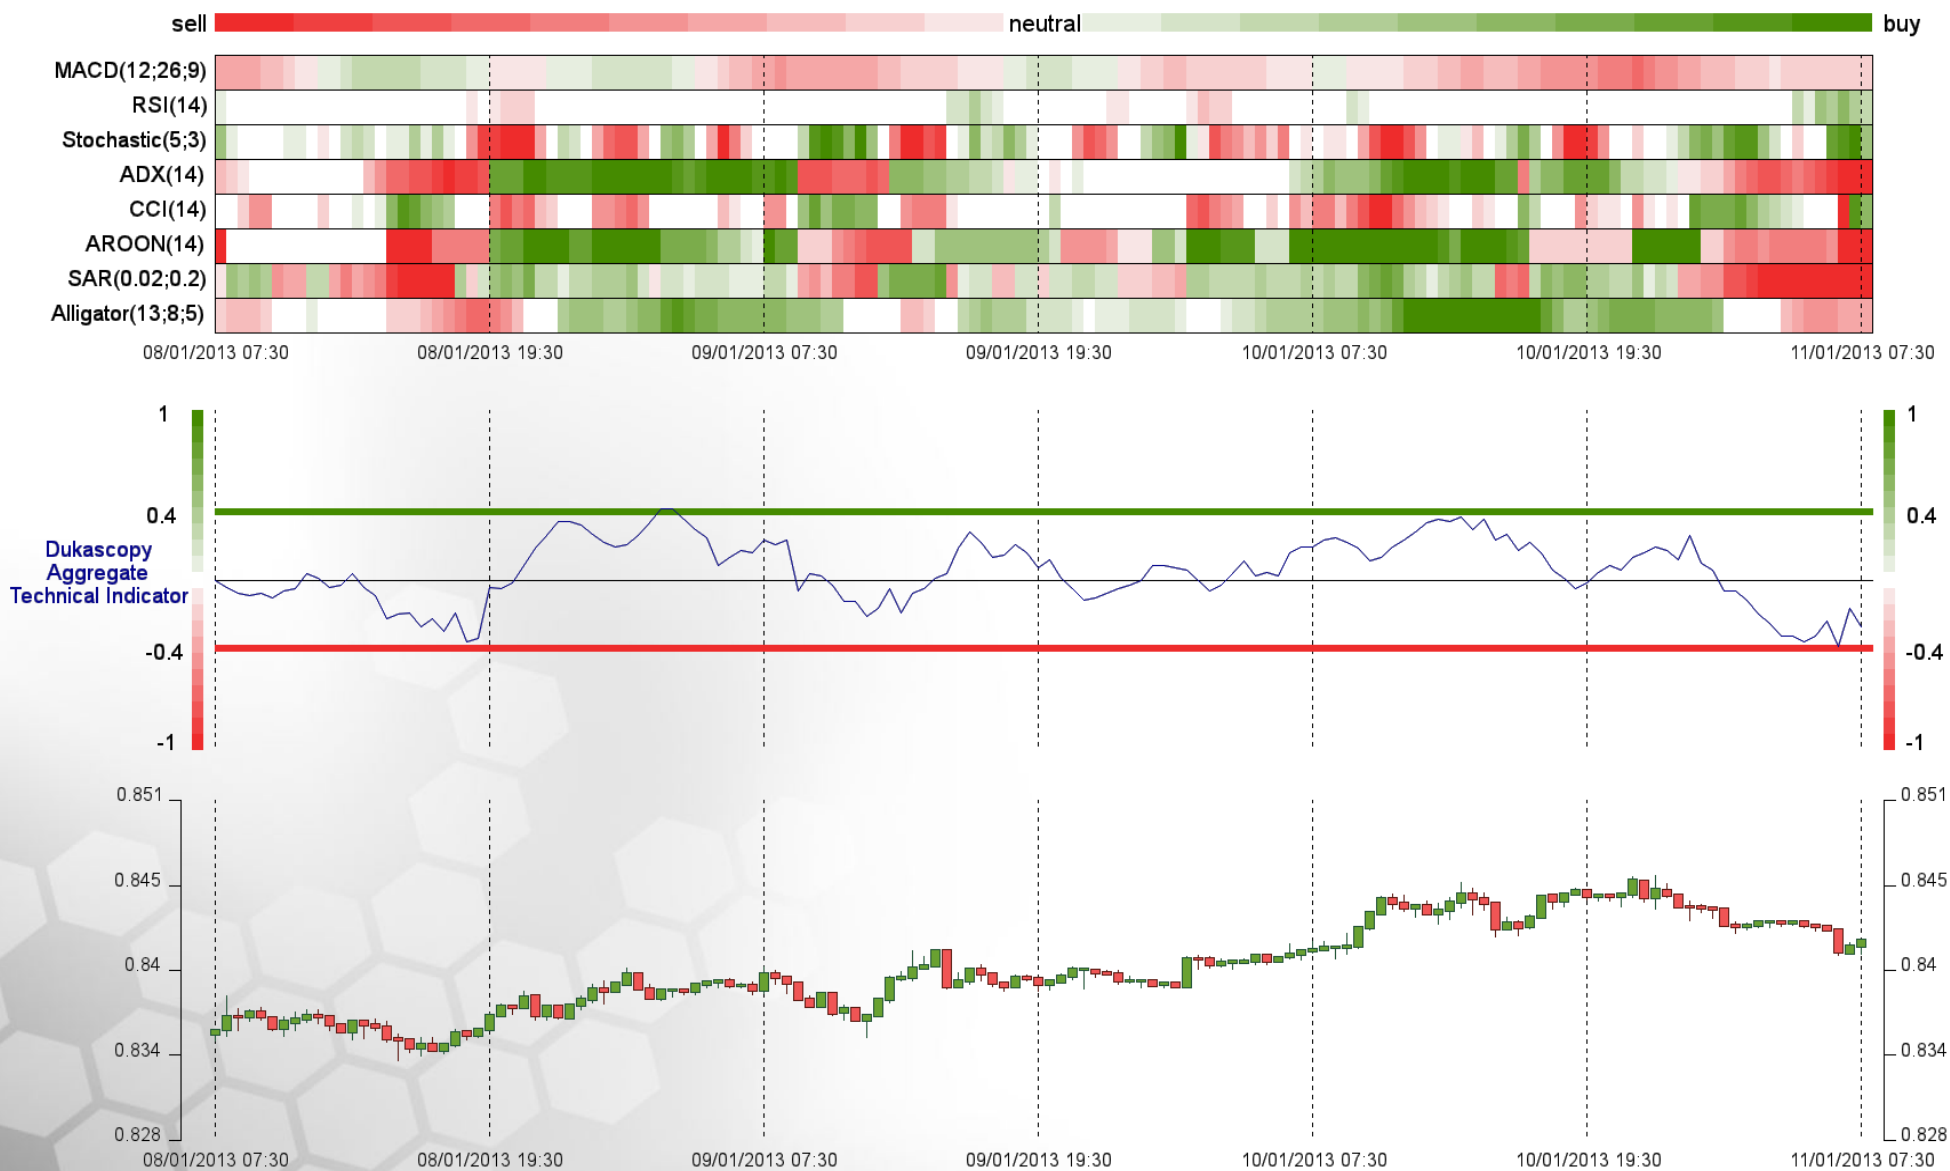 sell neutral buy
MACD(12;26;9)
RSI(14)
Stochastic(5;3)
ADX(14)
CCI(14)
AROON(14)
SAR(0.02;0.2)
Alligator(13;8;5)
08/01/2013 07:30 08/01/2013 19:30 09/01/2013 07:30 09/01/2013 19:30 10/01/2013 07:30 10/01/2013 19:30 11/01/2013 07:30
1 1
0.4 0.4
Dukascopy
Aggregate
Technical Indicator
-0.4 -0.4
-1 -1
0.851 0.851
0.845 0.845
0.84 0.84
0.834 0.834
0.828 0.828
08/01/2013 07:30 08/01/2013 19:30 09/01/2013 07:30 09/01/2013 19:30 10/01/2013 07:30 10/01/2013 19:30 11/01/2013 07:30